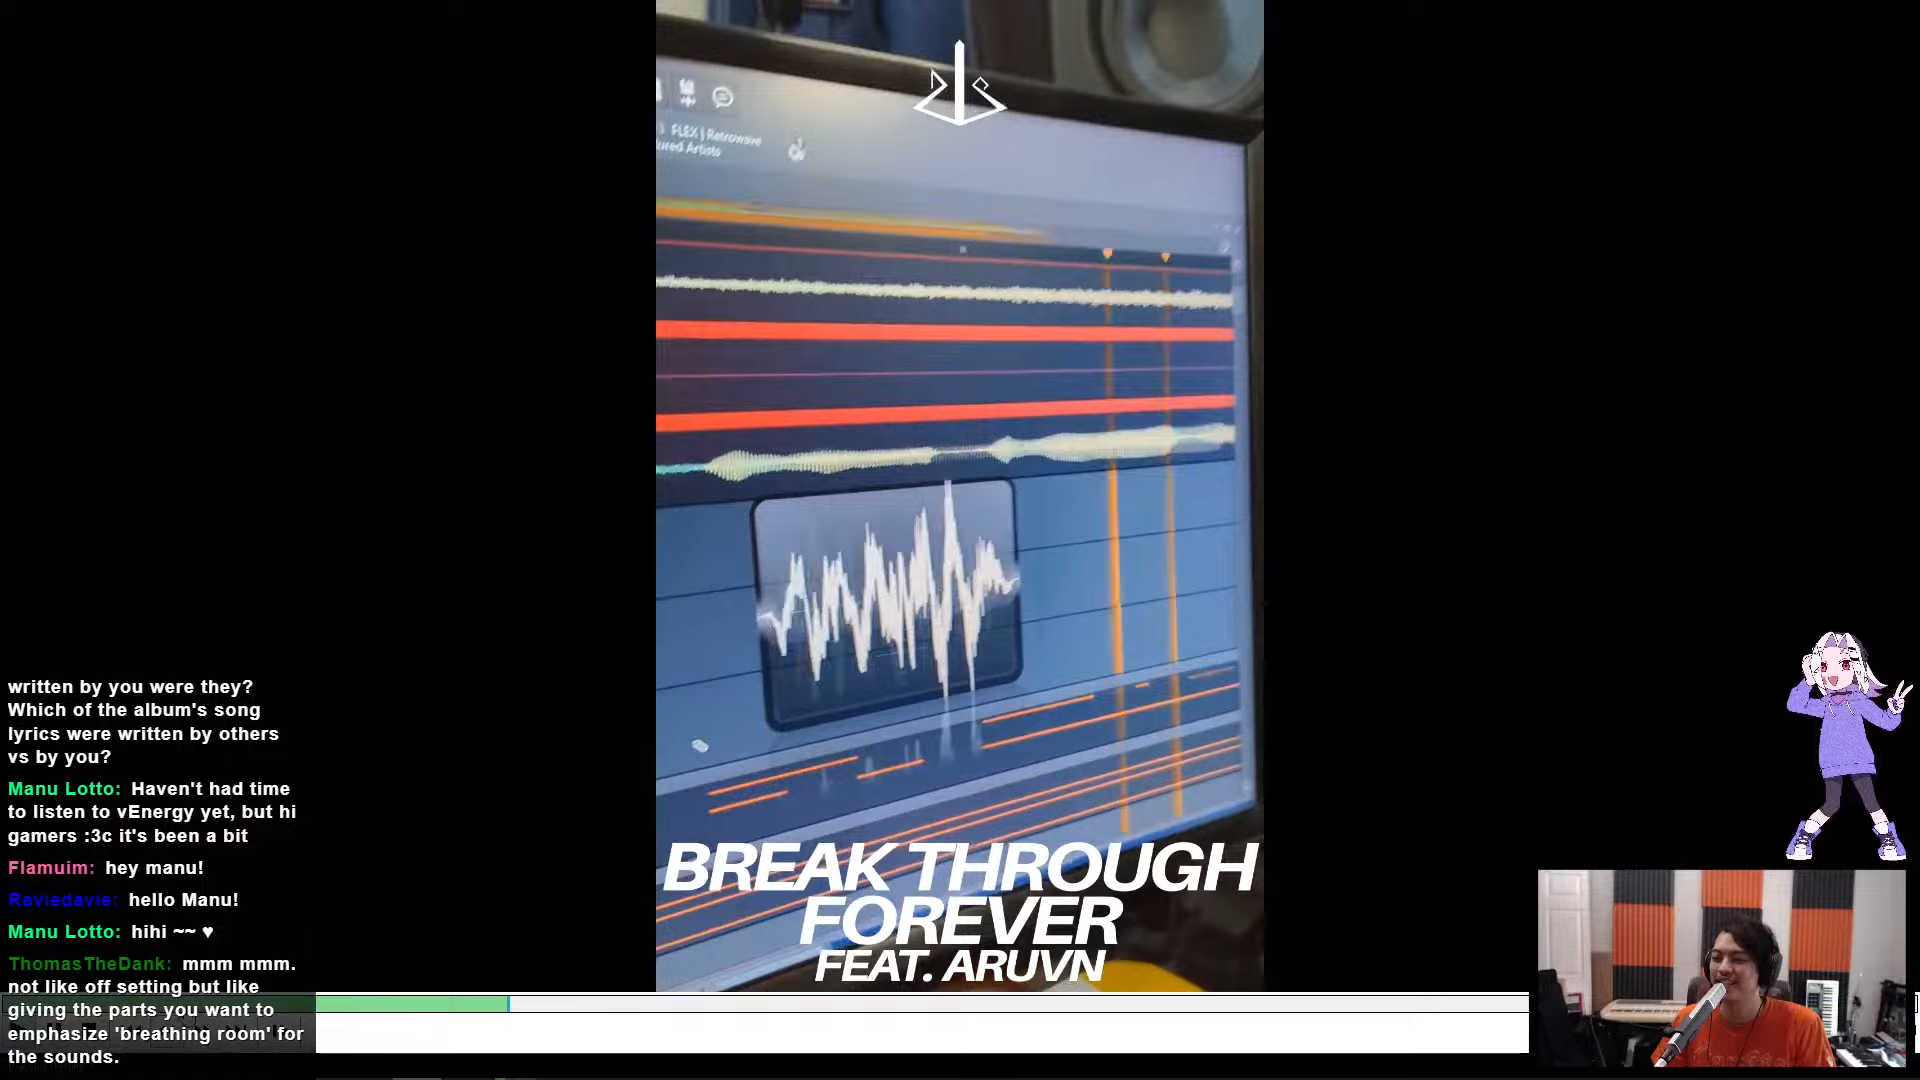 FLEX | Retrowave
ured Artists
BREAK THROUGH
FOREVER
FEAT. ARUVN
written by you were they?
Which of the album's song
lyrics were written by others
vs by you?
Manu Lotto: Haven't had time
to listen to vEnergy yet, but hi
gamers :3c it's been a bit
Flamuim: hey manu!
Raviedavie: hello Manu!
Manu Lotto: hihi ~~ ♥
ThomasTheDank: mmm mmm.
not like off setting but like
giving the parts you want to
emphasize 'breathing room' for
the sounds.